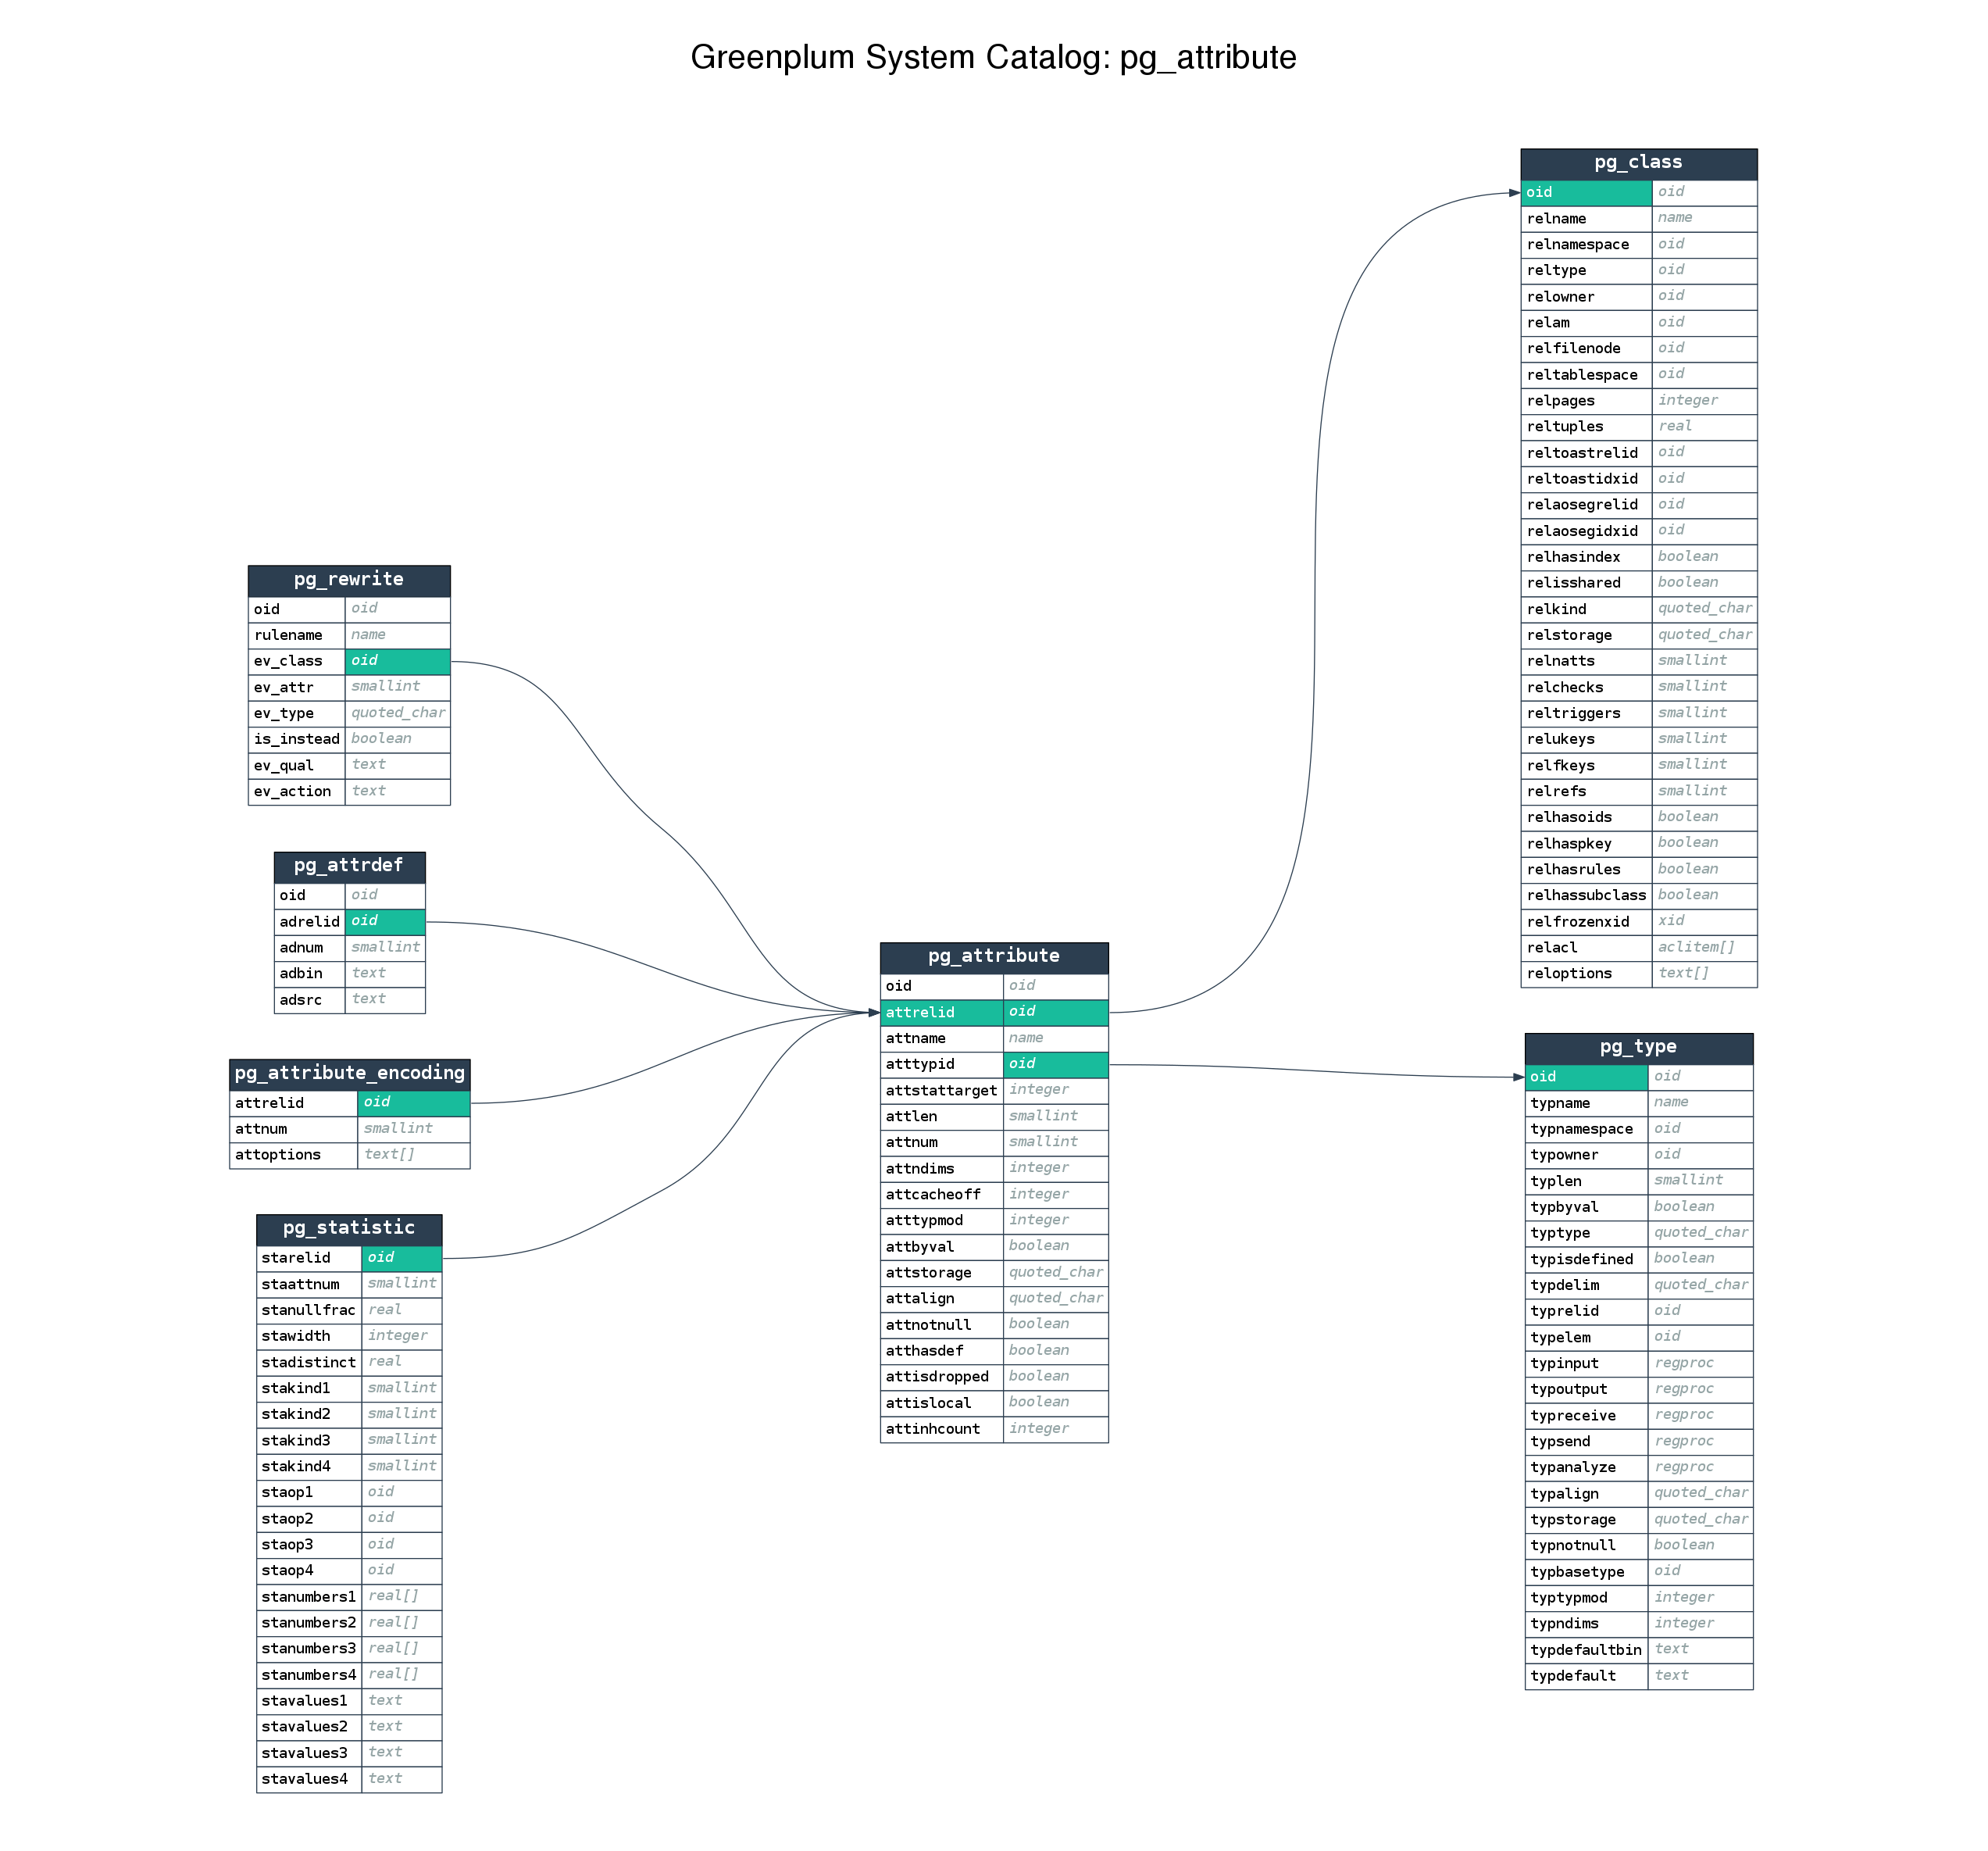 Greenplum System Catalog: pg_attribute
pg_rewrite
oid oid
rulename name
ev_class oid
ev_attr smallint
ev_type quoted_char
is_instead boolean
ev_qual text
ev_action text
pg_attrdef
oid oid
adrelid oid
adnum smallint
adbin text
adsrc text
pg_attribute_encoding
attrelid oid
attnum smallint
attoptions text[]
pg_statistic
starelid oid
staattnum smallint
stanullfrac real
stawidth integer
stadistinct real
stakind1 smallint
stakind2 smallint
stakind3 smallint
stakind4 smallint
staop1 oid
staop2 oid
staop3 oid
staop4 oid
stanumbers1 real[]
stanumbers2 real[]
stanumbers3 real[]
stanumbers4 real[]
stavalues1 text
stavalues2 text
stavalues3 text
stavalues4 text
pg_attribute
oid oid
attrelid oid
attname name
atttypid oid
attstattarget integer
attlen smallint
attnum smallint
attndims integer
attcacheoff integer
atttypmod integer
attbyval boolean
attstorage quoted_char
attalign quoted_char
attnotnull boolean
atthasdef boolean
attisdropped boolean
attislocal boolean
attinhcount integer
pg_class
oid oid
relname name
relnamespace oid
reltype oid
relowner oid
relam oid
relfilenode oid
reltablespace oid
relpages integer
reltuples real
reltoastrelid oid
reltoastidxid oid
relaosegrelid oid
relaosegidxid oid
relhasindex boolean
relisshared boolean
relkind quoted_char
relstorage quoted_char
relnatts smallint
relchecks smallint
reltriggers smallint
relukeys smallint
relfkeys smallint
relrefs smallint
relhasoids boolean
relhaspkey boolean
relhasrules boolean
relhassubclass boolean
relfrozenxid xid
relacl aclitem[]
reloptions text[]
pg_type
oid oid
typname name
typnamespace oid
typowner oid
typlen smallint
typbyval boolean
typtype quoted_char
typisdefined boolean
typdelim quoted_char
typrelid oid
typelem oid
typinput regproc
typoutput regproc
typreceive regproc
typsend regproc
typanalyze regproc
typalign quoted_char
typstorage quoted_char
typnotnull boolean
typbasetype oid
typtypmod integer
typndims integer
typdefaultbin text
typdefault text